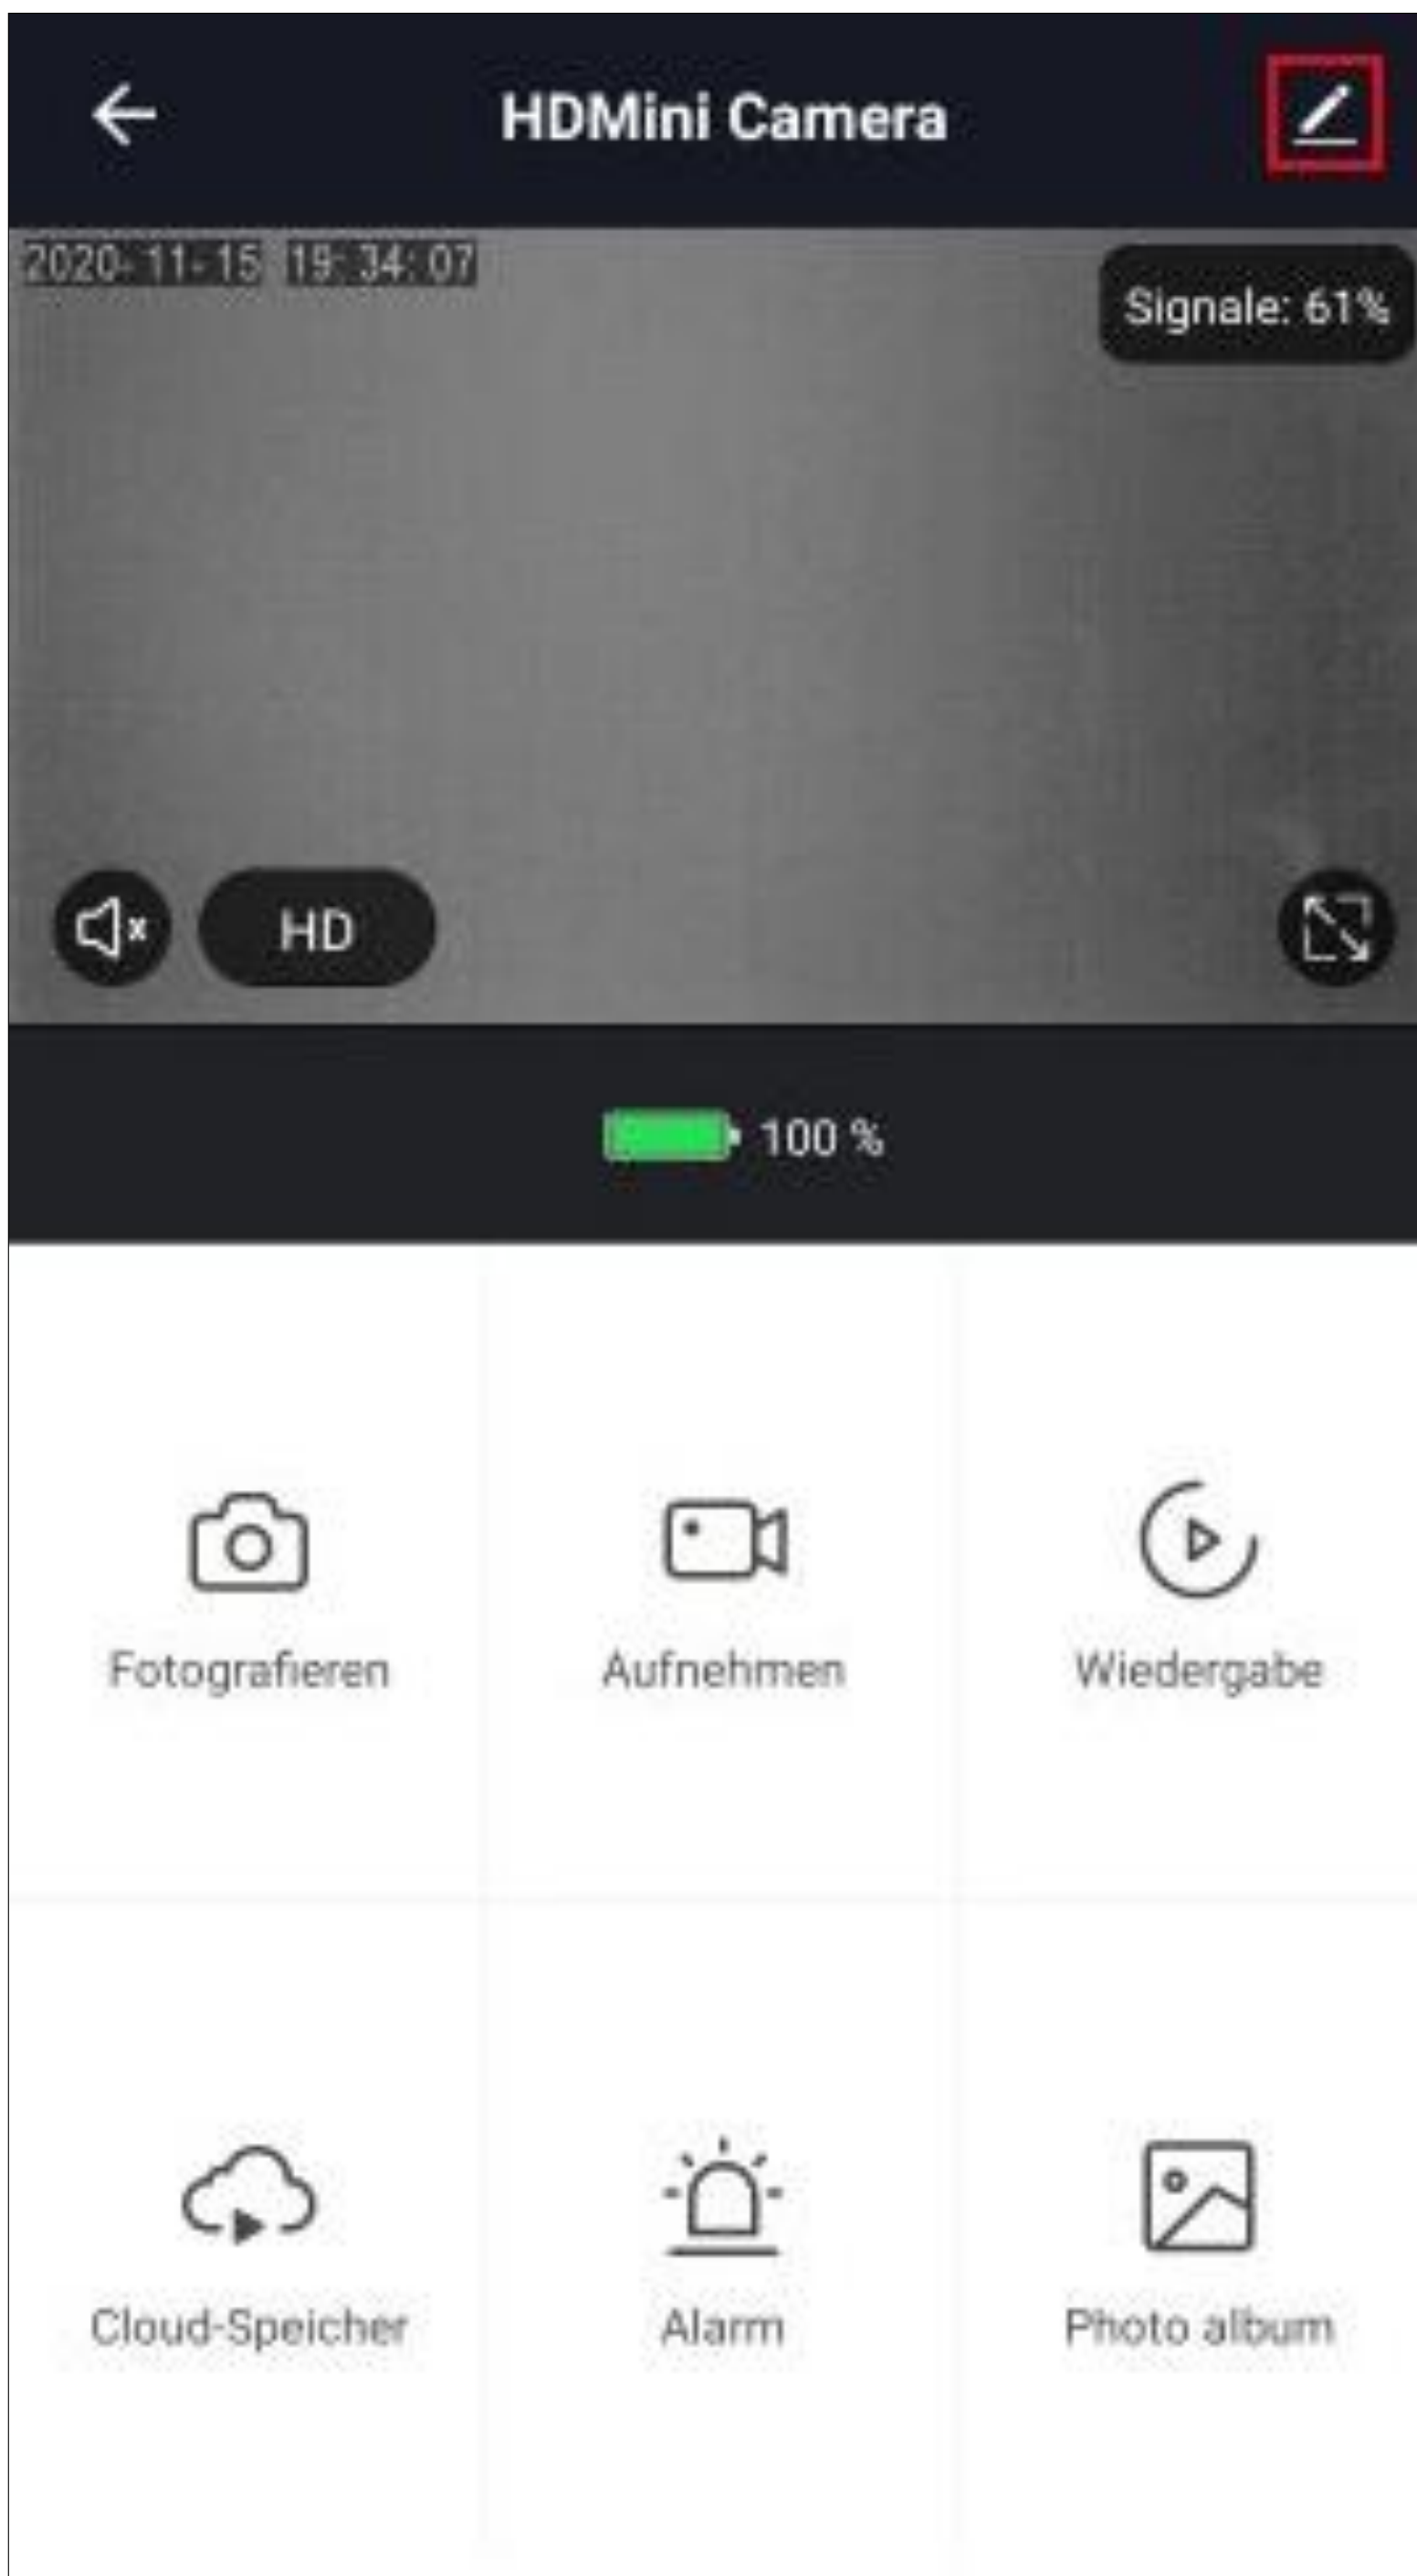 HDMini Camera
2020-11-15 19:34:07
Signale: 61%
HD
100 %
Fotografieren
Aufnehmen
Wiedergabe
Cloud-Speicher
Alarm
Photo album